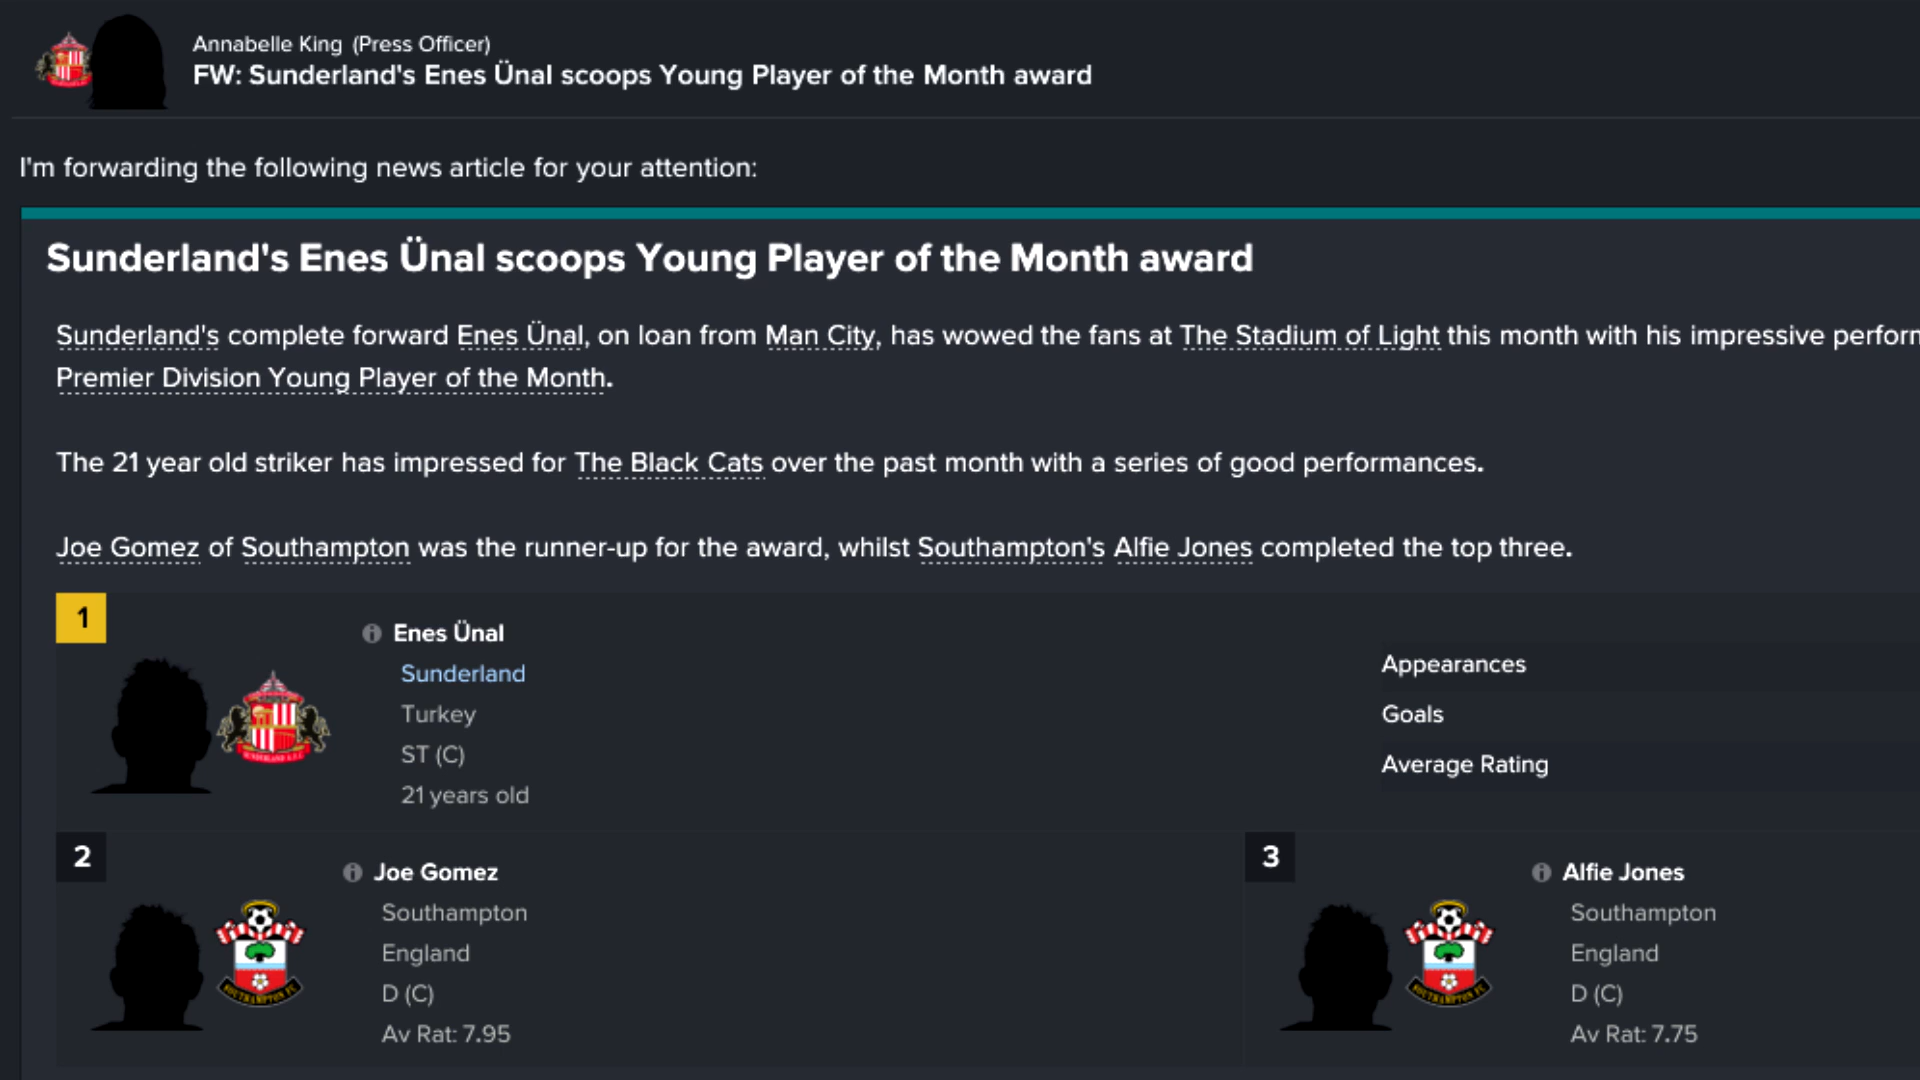 Annabelle King (Press Officer)
FW: Sunderland's Enes Ünal scoops Young Player of the Month award
I'm forwarding the following news article for your attention:
Sunderland's Enes Ünal scoops Young Player of the Month award
Sunderland's complete forward Enes Ünal, on loan from Man City, has wowed the fans at The Stadium of Light this month with his impressive perform
Premier Division Young Player of the Month.
The 21 year old striker has impressed for The Black Cats over the past month with a series of good performances.
Joe Gomez of Southampton was the runner-up for the award, whilst Southampton's Alfie Jones completed the top three.
1
Enes Ünal
Sunderland
Turkey
ST (C)
21 years old
Appearances
Goals
Average Rating
2
Joe Gomez
Southampton
England
D (C)
Av Rat: 7.95
3
Alfie Jones
Southampton
England
D (C)
Av Rat: 7.75